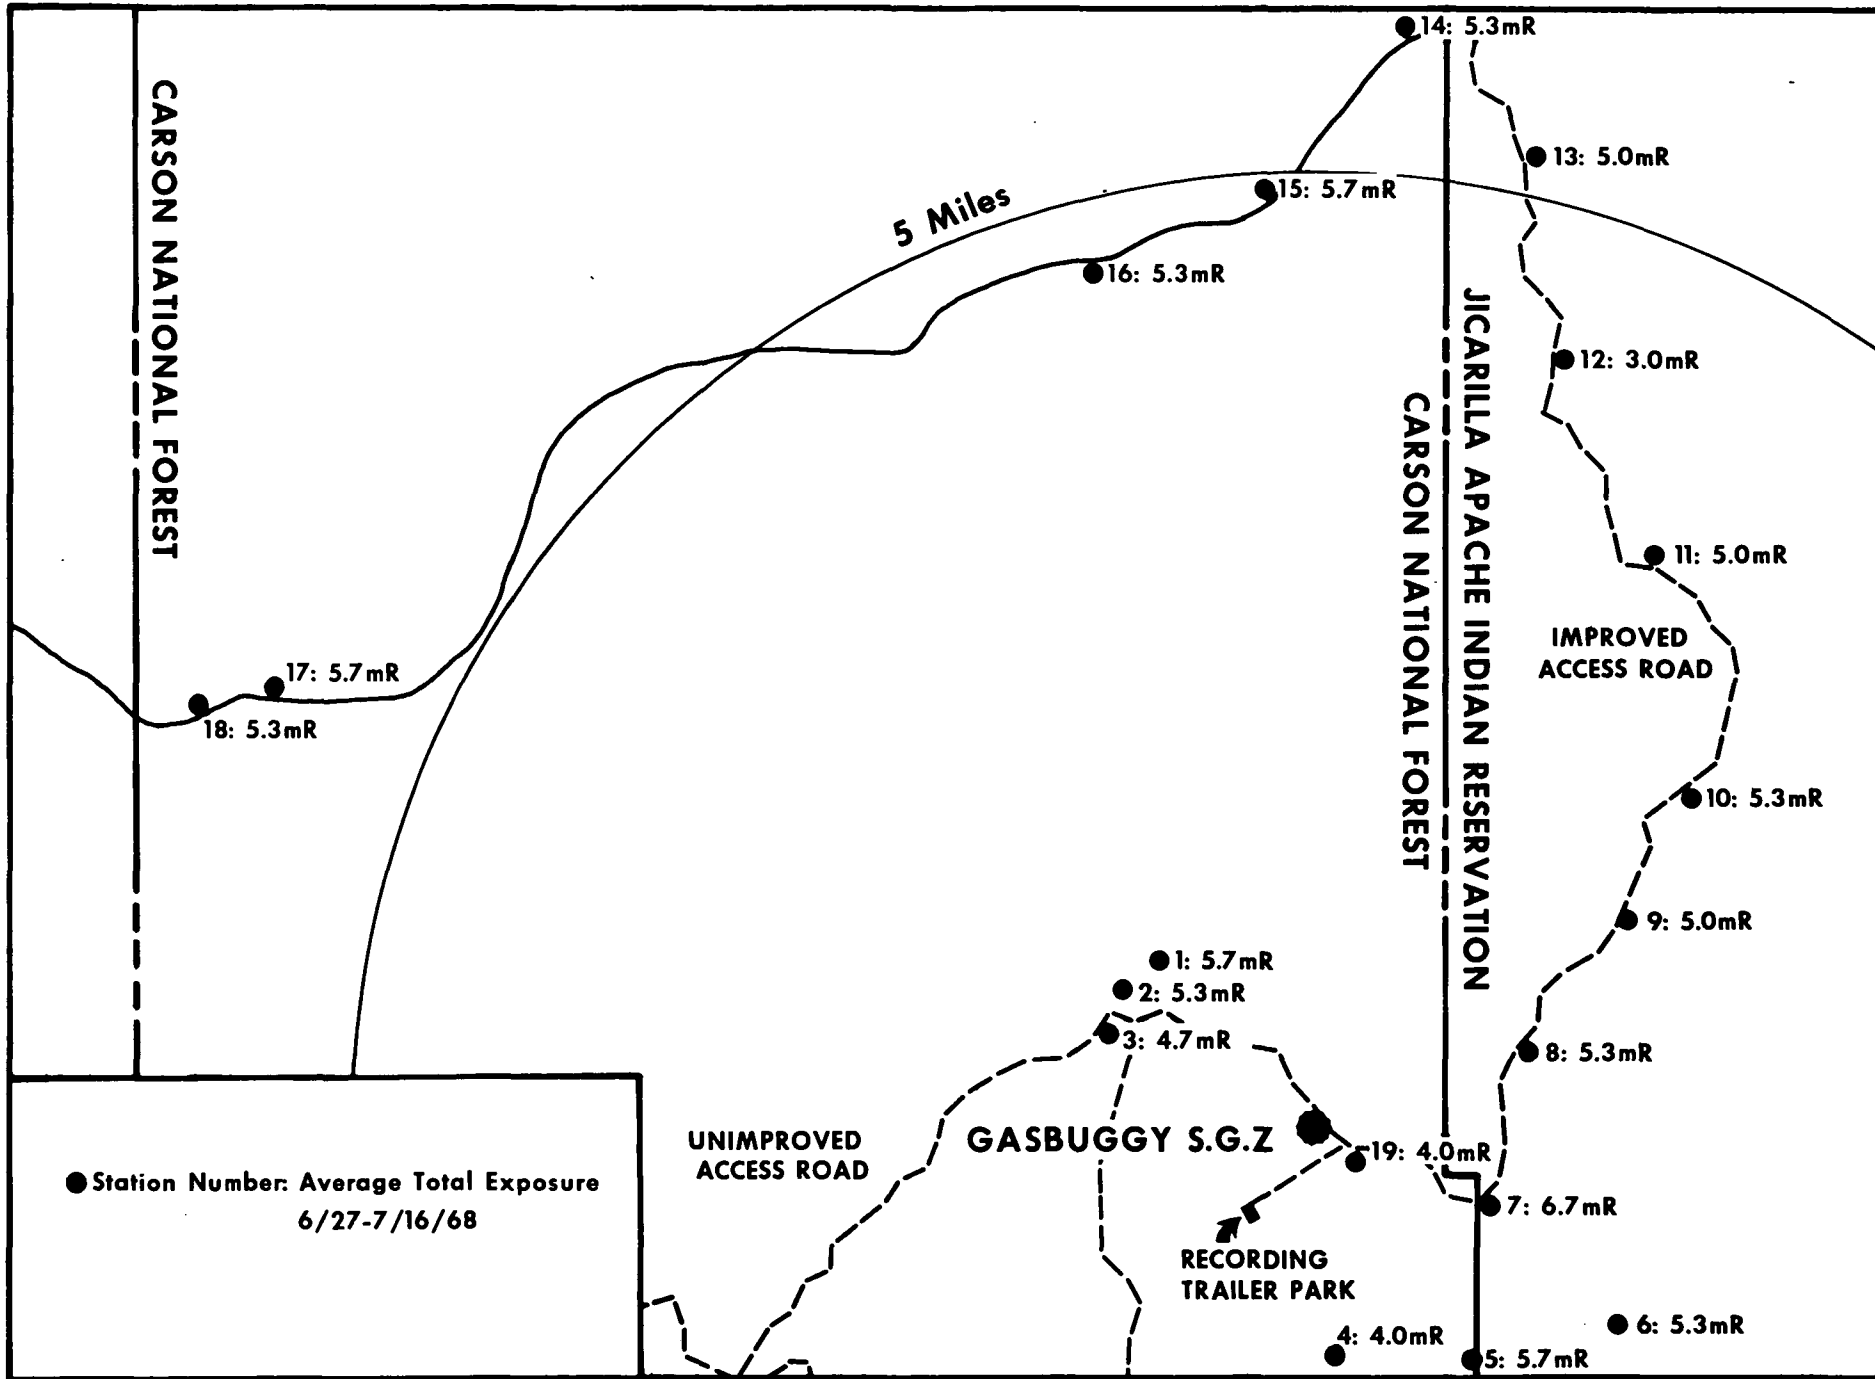 14: 5.3mR
CARSON NATIONAL FOREST
13: 5.0mR
5 Miles
15: 5.7mR
16: 5.3mR
JICARILLA APACHE INDIAN RESERVATION
CARSON NATIONAL FOREST
12: 3.0mR
11: 5.0mR
IMPROVED
ACCESS ROAD
17: 5.7mR
18: 5.3mR
10: 5.3mR
9: 5.0mR
1: 5.7mR
2: 5.3mR
3: 4.7mR
8: 5.3mR
UNIMPROVED
ACCESS ROAD
GASBUGGY S.G.Z
19: 4.0mR
Station Number: Average Total Exposure
6/27-7/16/68
7: 6.7mR
RECORDING
TRAILER PARK
6: 5.3mR
4: 4.0mR
5: 5.7mR